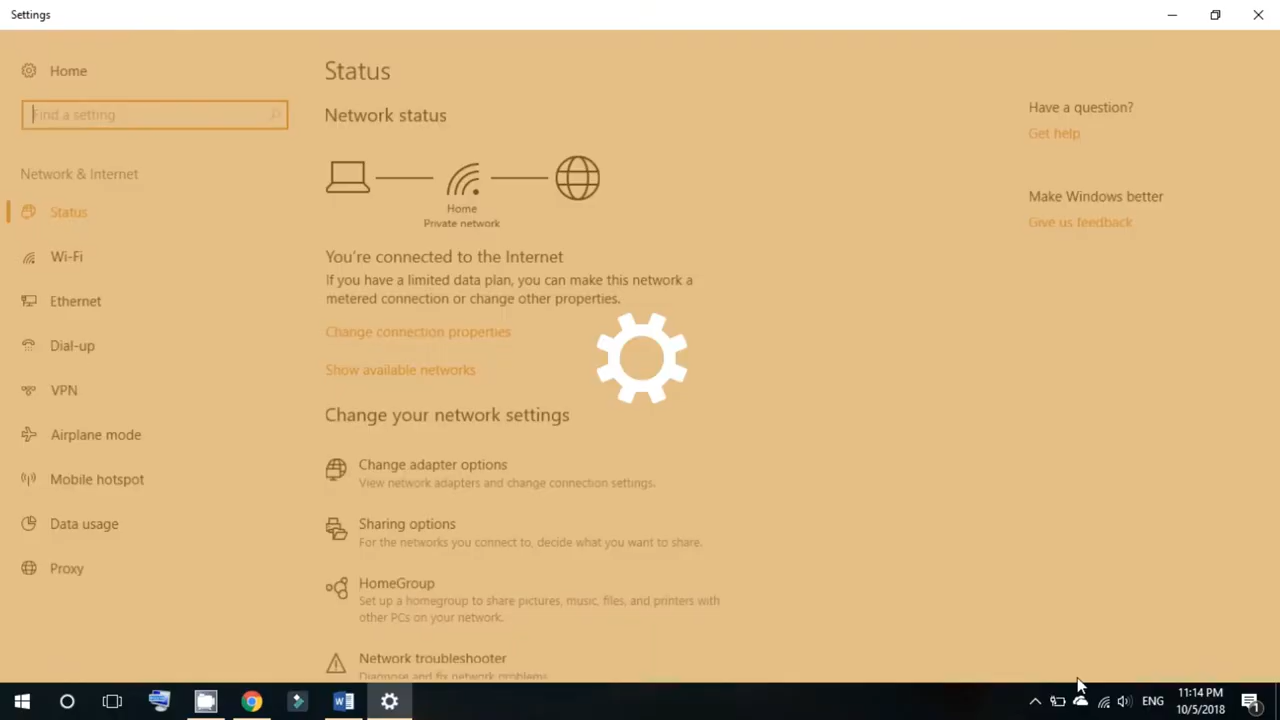 Settings
Home
Find a setting
Network & Internet
Status
Wi-Fi
Ethernet
Dial-up
VPN
Airplane mode
Mobile hotspot
Data usage
Proxy
Status
Network status
Home
Private network
You're connected to the Internet
If you have a limited data plan, you can make this network a
metered connection or change other properties.
Change connection properties
Show available networks
Change your network settings
Change adapter options
View network adapters and change connection settings.
Sharing options
For the networks you connect to, decide what you want to share.
HomeGroup
Set up a homegroup to share pictures, music, files, and printers with
other PCs on your network.
Network troubleshooter
Diagnose and fix network problems.
Have a question?
Get help
Make Windows better
Give us feedback
ENG
11:14 PM
10/5/2018
1